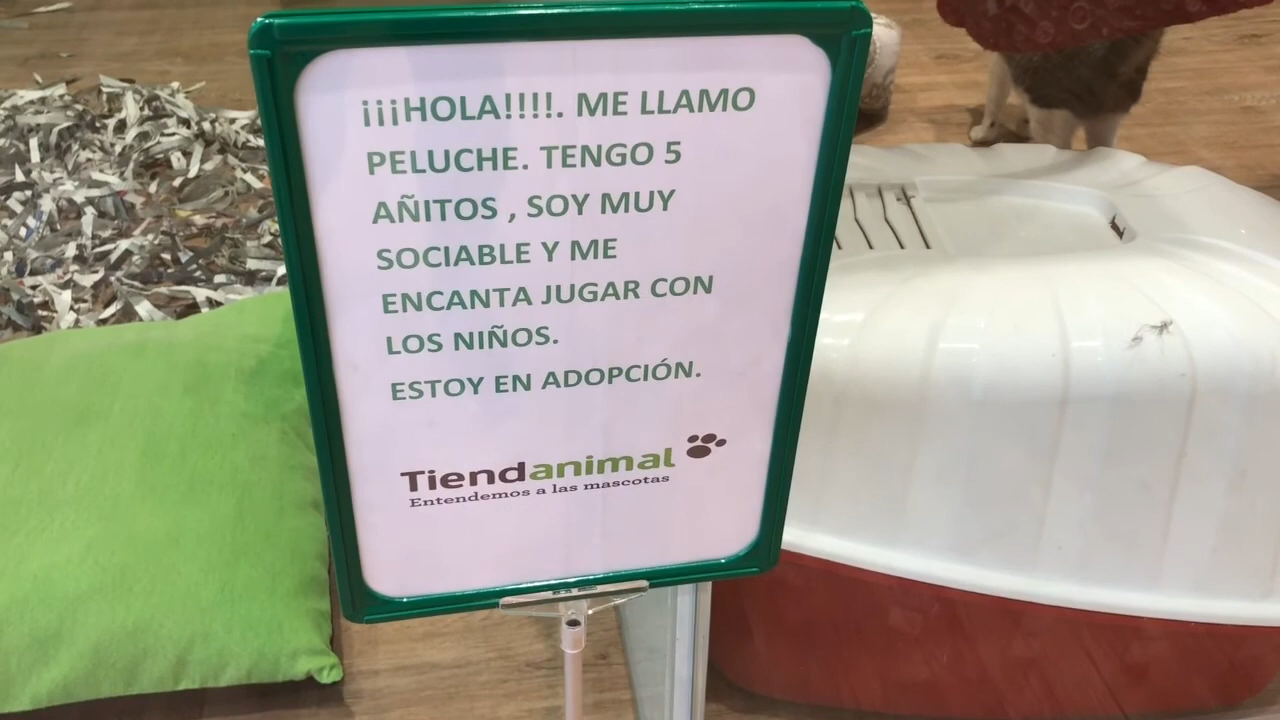 ¡¡¡HOLA!!!!. ME LLAMO
PELUCHE. TENGO 5
AÑITOS , SOY MUY
SOCIABLE Y ME
ENCANTA JUGAR CON
LOS NIÑOS.
ESTOY EN ADOPCIÓN.
Tiendanimal
Entendemos a las mascotas